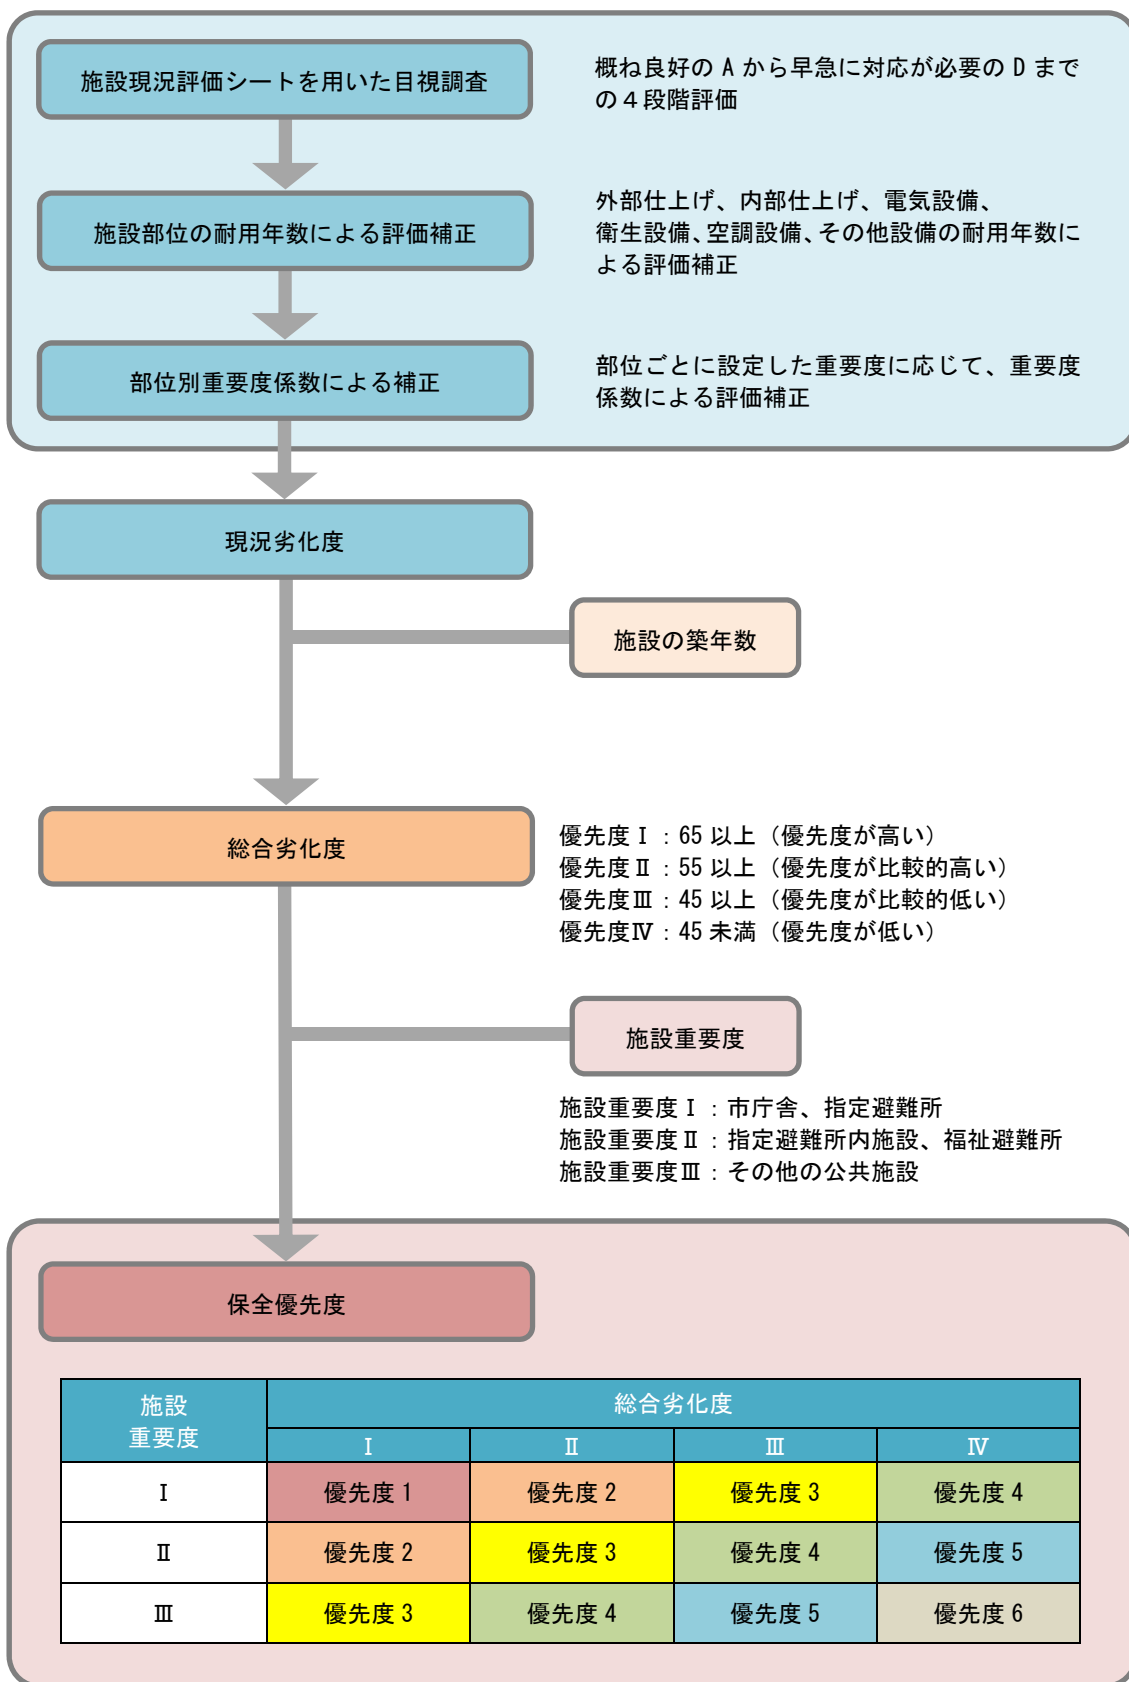 施設現況評価シートを用いた目視調査
概ね良好の A から早急に対応が必要の D まで
の４段階評価
施設部位の耐用年数による評価補正
外部仕上げ、内部仕上げ、電気設備、
衛生設備、空調設備、その他設備の耐用年数に
よる評価補正
部位別重要度係数による補正
部位ごとに設定した重要度に応じて、重要度
係数による評価補正
現況劣化度
施設の築年数
総合劣化度
優先度Ⅰ：65 以上（優先度が高い）
優先度Ⅱ：55 以上（優先度が比較的高い）
優先度Ⅲ：45 以上（優先度が比較的低い）
優先度Ⅳ：45 未満（優先度が低い）
施設重要度
施設重要度Ⅰ：市庁舎、指定避難所
施設重要度Ⅱ：指定避難所内施設、福祉避難所
施設重要度Ⅲ：その他の公共施設
保全優先度
施設
重要度
総合劣化度
Ⅰ Ⅱ Ⅲ Ⅳ
Ⅰ 優先度 1 優先度 2 優先度 3 優先度 4
Ⅱ 優先度 2 優先度 3 優先度 4 優先度 5
Ⅲ 優先度 3 優先度 4 優先度 5 優先度 6